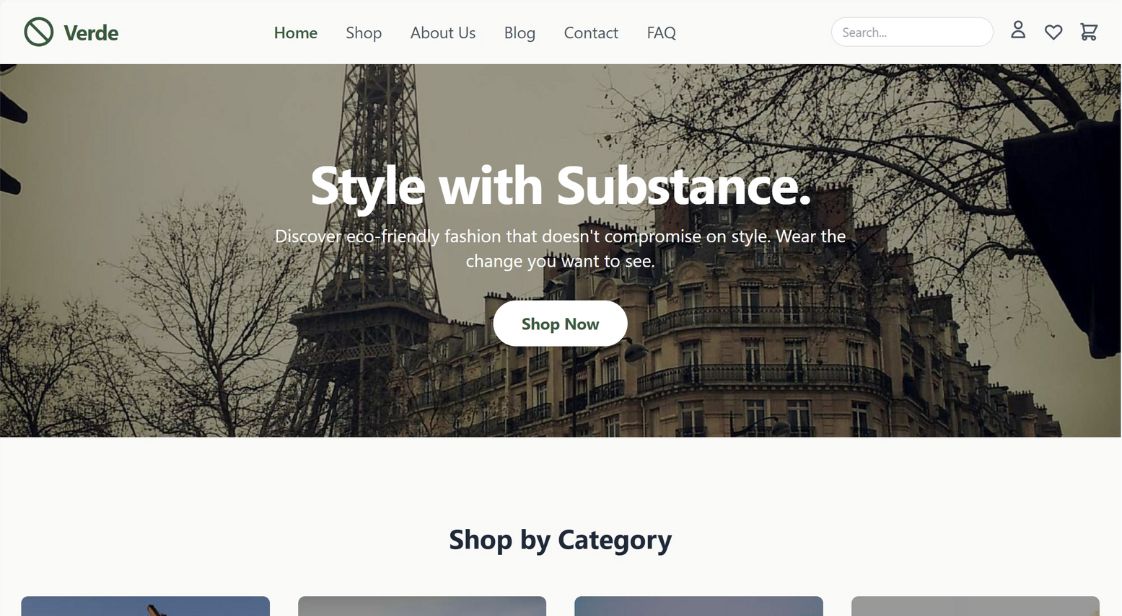 Verde
Home Shop About Us Blog Contact FAQ
Search...
Style with Substance.
Discover eco-friendly fashion that doesn't compromise on style. Wear the
change you want to see.
Shop Now
Shop by Category